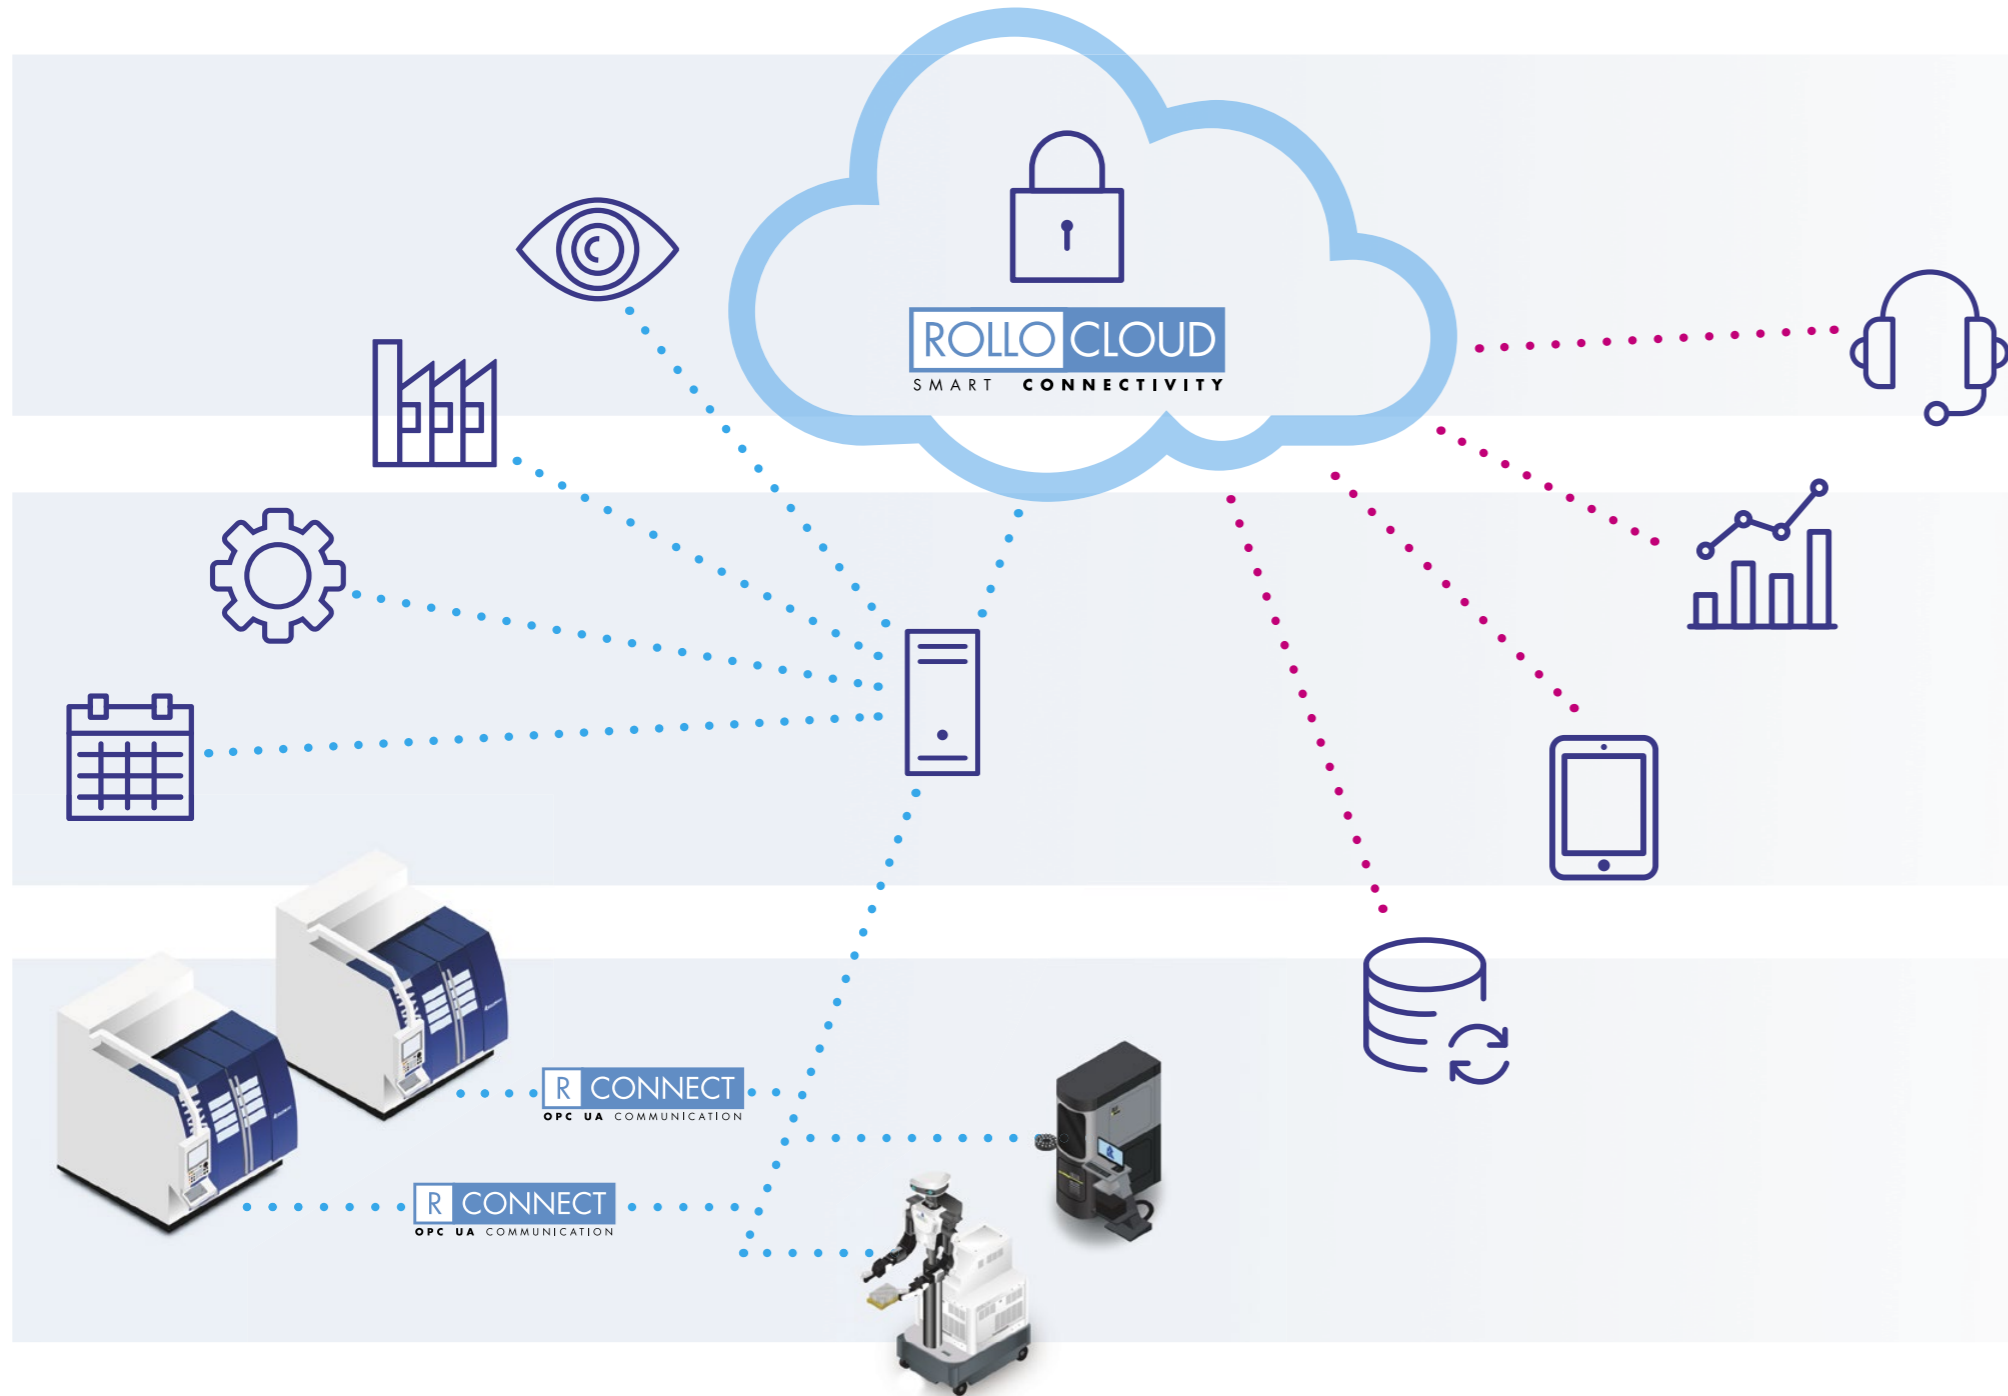 ROLLO CLOUD
SMART CONNECTIVITY
R CONNECT
OPC UA COMMUNICATION
R CONNECT
OPC UA COMMUNICATION